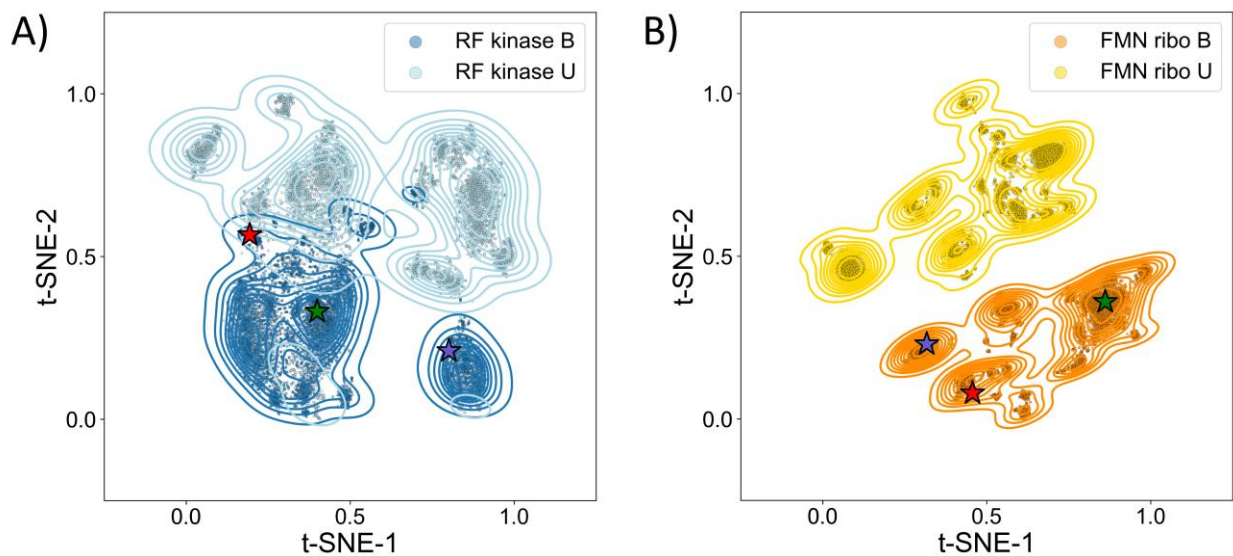 A)
RF kinase B
RF kinase U
1.0
0.5
0.0
t-SNE-2
0.0 0.5 1.0
t-SNE-1
B)
FMN ribo B
FMN ribo U
1.0
0.5
0.0
t-SNE-2
0.0 0.5 1.0
t-SNE-1